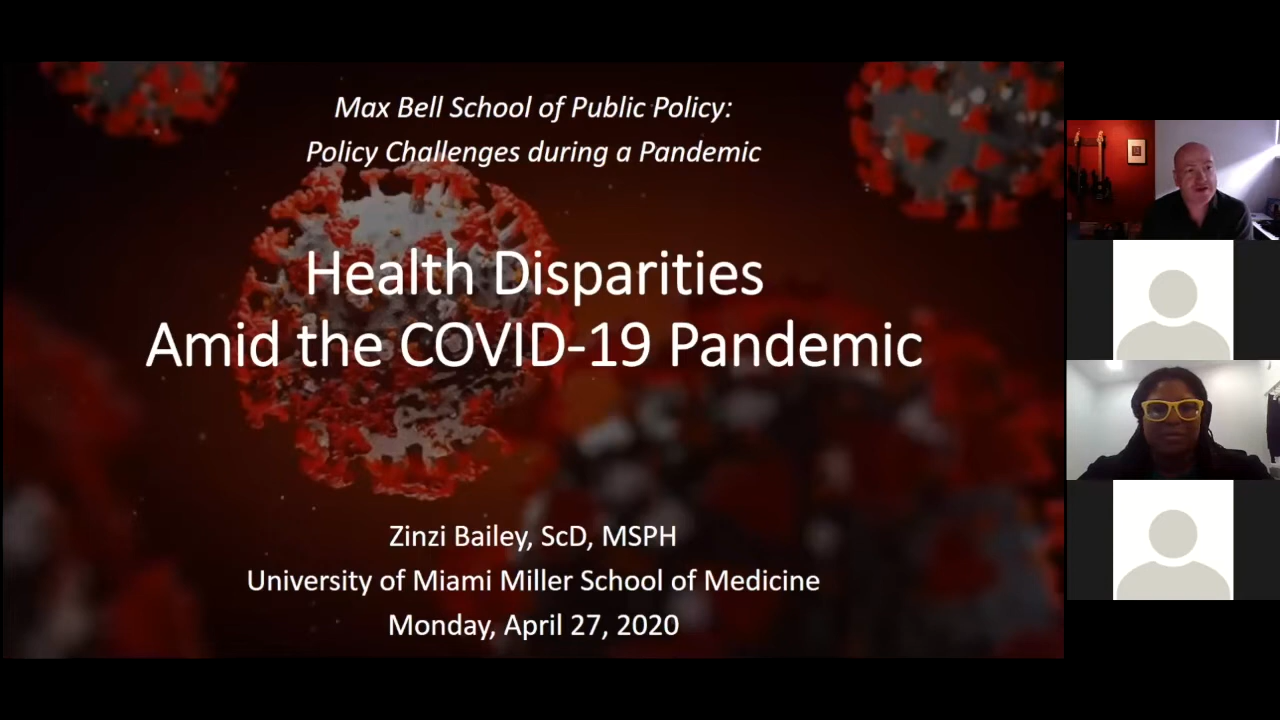 Max Bell School of Public Policy:
Policy Challenges during a Pandemic
Health Disparities
Amid the COVID-19 Pandemic
Zinzi Bailey, ScD, MSPH
University of Miami Miller School of Medicine
Monday, April 27, 2020